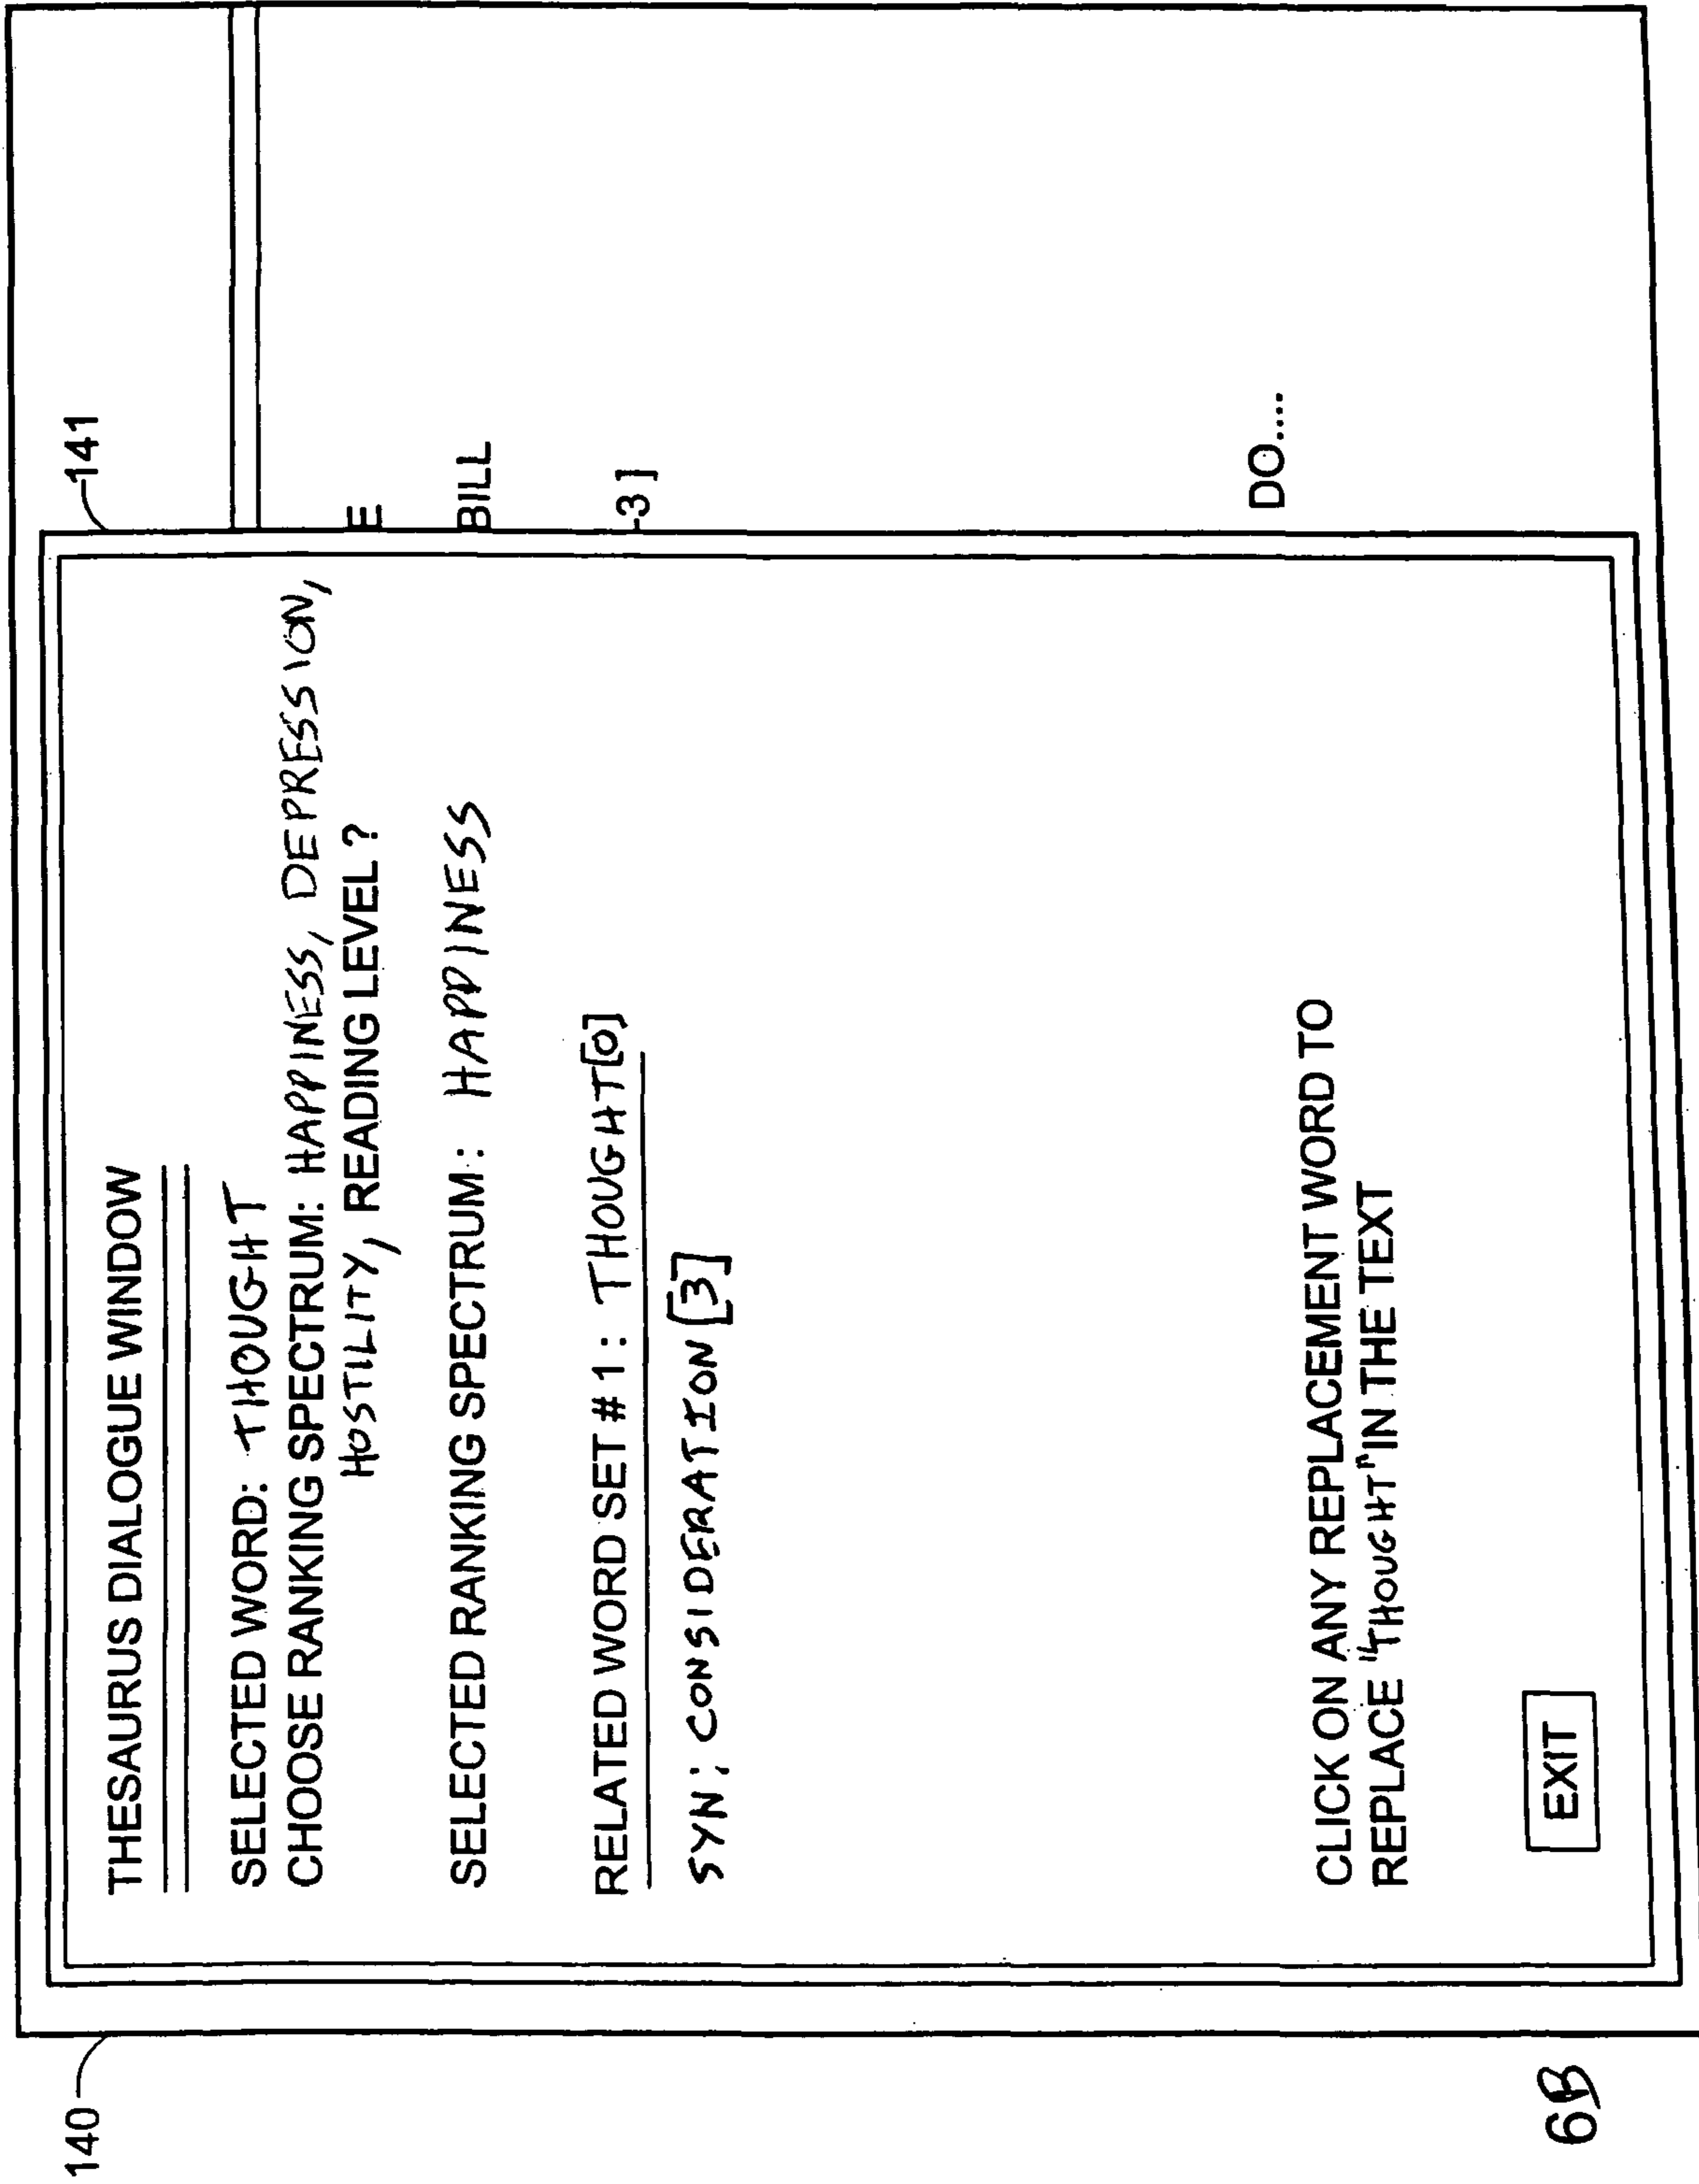 140
141
THESAURUS DIALOGUE WINDOW
SELECTED WORD: THOUGHT
CHOOSE RANKING SPECTRUM: HAPPINESS, DEPRESSION,
HOSTILITY, READING LEVEL?
E
SELECTED RANKING SPECTRUM: HAPPINESS
BILL
RELATED WORD SET #1: THOUGHT[0]
-3]
SYN: CONSIDERATION [3]
DO....
CLICK ON ANY REPLACEMENT WORD TO
REPLACE "THOUGHT" IN THE TEXT
EXIT
6B